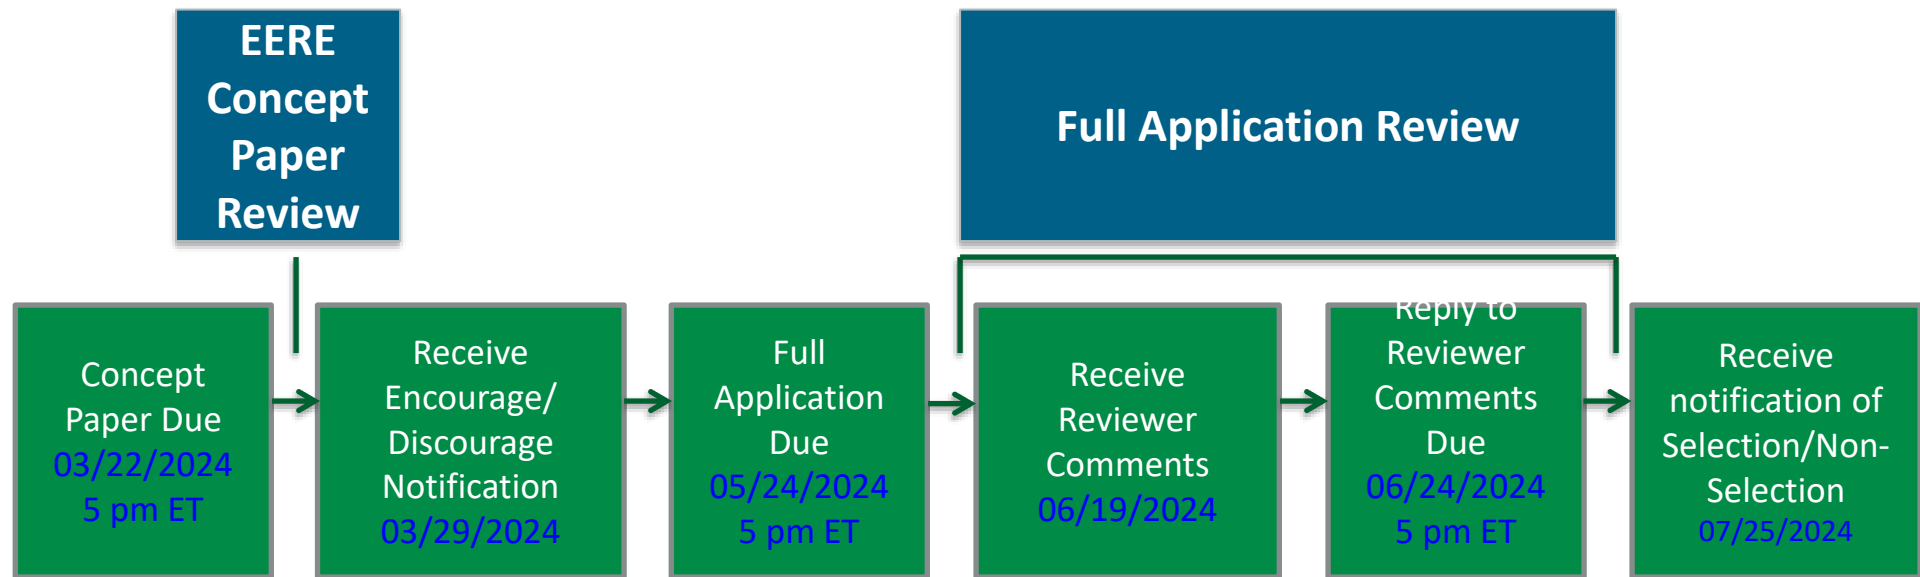 EERE
Concept
Paper
Review
Full Application Review
Concept
Paper Due
03/22/2024
5 pm ET
Receive
Encourage/
Discourage
Notification
03/29/2024
Full
Application
Due
05/24/2024
5 pm ET
Receive
Reviewer
Comments
06/19/2024
Reply to
Reviewer
Comments
Due
06/24/2024
5 pm ET
Receive
notification of
Selection/Non-
Selection
07/25/2024